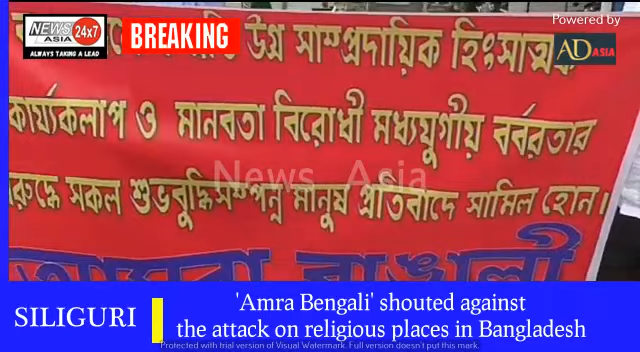 Powered by
NEWS 24x7
ASIA
ALWAYS TAKING A LEAD
BREAKING
AD ASIA
উগ্র সাম্প্রদায়িক হিংসাত্মক
কার্য্যকলাপ ও মানবতা বিরোধী মধ্যযুগীয় বর্বরতার
সকল শুভবুদ্ধিসম্পন্ন মানুষ প্রতিবাদে সামিল হোন।
News Asia
আমরা বাঙালী
SILIGURI
'Amra Bengali' shouted against
the attack on religious places in Bangladesh
Protected with trial version of Visual Watermark. Full version doesn't put this mark.